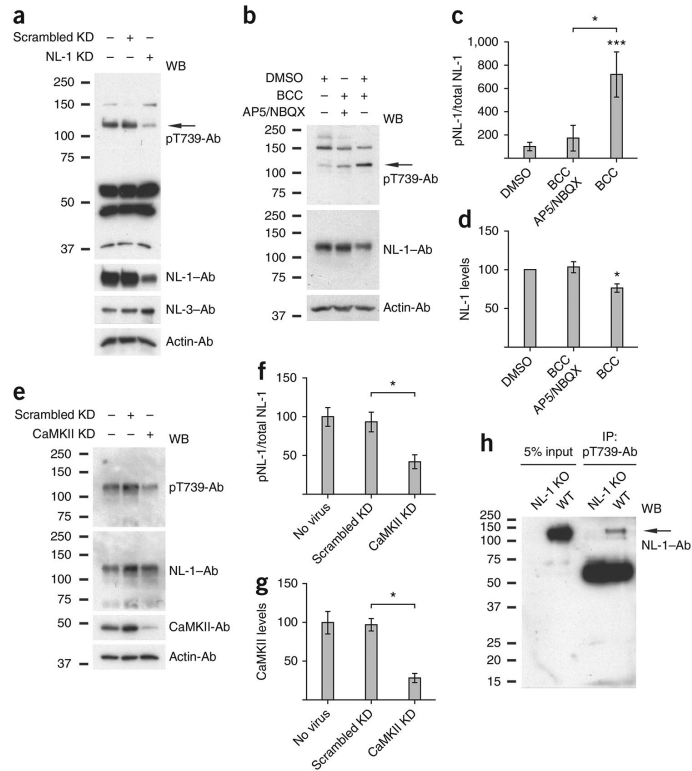 a
Scrambled KD – + –
NL-1 KD – – +
WB
250
150
100
75
50
37
pT739-Ab
NL-1–Ab
NL-3–Ab
Actin-Ab
b
DMSO + – +
BCC – + +
AP5/NBQX – + –
WB
250
150
100
75
pT739-Ab
250
150
100
75
NL-1–Ab
37
Actin-Ab
c
pNL-1/total NL-1
1,000
800
600
400
200
*
***
DMSO
BCC
AP5/NBQX
BCC
d
NL-1 levels
150
100
50
*
DMSO
BCC
AP5/NBQX
BCC
e
Scrambled KD – + –
CaMKII KD – – +
WB
250
150
100
75
pT739-Ab
250
150
100
75
NL-1–Ab
50
CaMKII-Ab
37
Actin-Ab
f
pNL-1/total NL-1
150
100
50
*
No virus
Scrambled KD
CaMKII KD
g
CaMKII levels
150
100
50
*
No virus
Scrambled KD
CaMKII KD
h
5% input
IP:
pT739-Ab
NL-1 KO
WT
NL-1 KO
WT
WB
250
150
100
75
50
37
25
20
15
NL-1–Ab